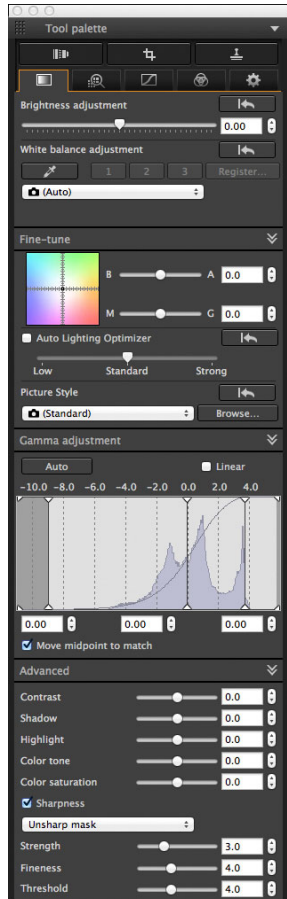 Tool palette
Brightness adjustment
0.00
White balance adjustment
1 2 3 Register...
(Auto)
Fine-tune
B A 0.0
M G 0.0
Auto Lighting Optimizer
Low Standard Strong
Picture Style
(Standard) Browse...
Gamma adjustment
Auto Linear
-10.0 -8.0 -6.0 -4.0 -2.0 0.0 2.0 4.0
0.00 0.00 0.00
Move midpoint to match
Advanced
Contrast 0.0
Shadow 0.0
Highlight 0.0
Color tone 0.0
Color saturation 0.0
Sharpness
Unsharp mask
Strength 3.0
Fineness 4.0
Threshold 4.0